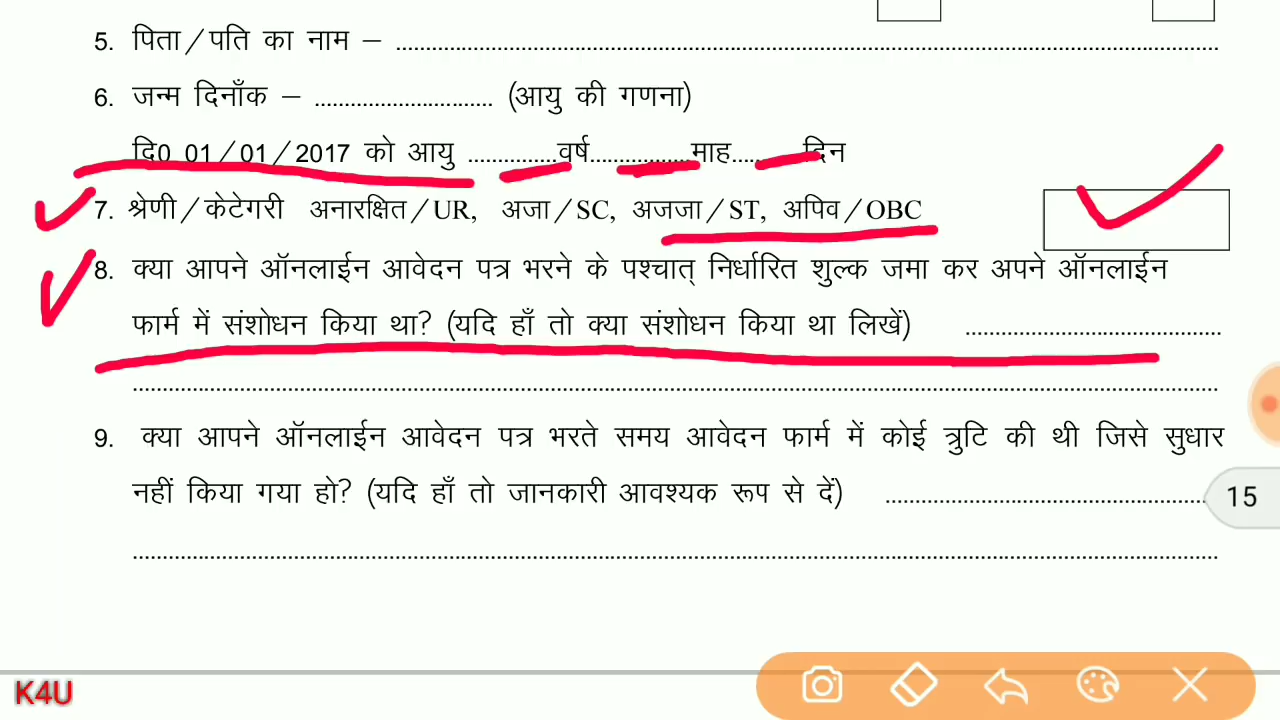 5. पिता/पति का नाम – ........................................................................................................................................
6. जन्म दिनाँक – .............................. (आयु की गणना)
दि0 01/01/2017 को आयु ...............वर्ष.................माह............दिन
7. श्रेणी/केटेगरी अनारक्षित/UR, अजा/SC, अजजा/ST, अपिव/OBC
8. क्या आपने ऑनलाईन आवेदन पत्र भरने के पश्चात् निर्धारित शुल्क जमा कर अपने ऑनलाईन
फार्म में संशोधन किया था? (यदि हाँ तो क्या संशोधन किया था लिखें) ...........................................
....................................................................................................................................................................................
9. क्या आपने ऑनलाईन आवेदन पत्र भरते समय आवेदन फार्म में कोई त्रुटि की थी जिसे सुधार
नहीं किया गया हो? (यदि हाँ तो जानकारी आवश्यक रूप से दें) .....................................................
15
....................................................................................................................................................................................
K4U